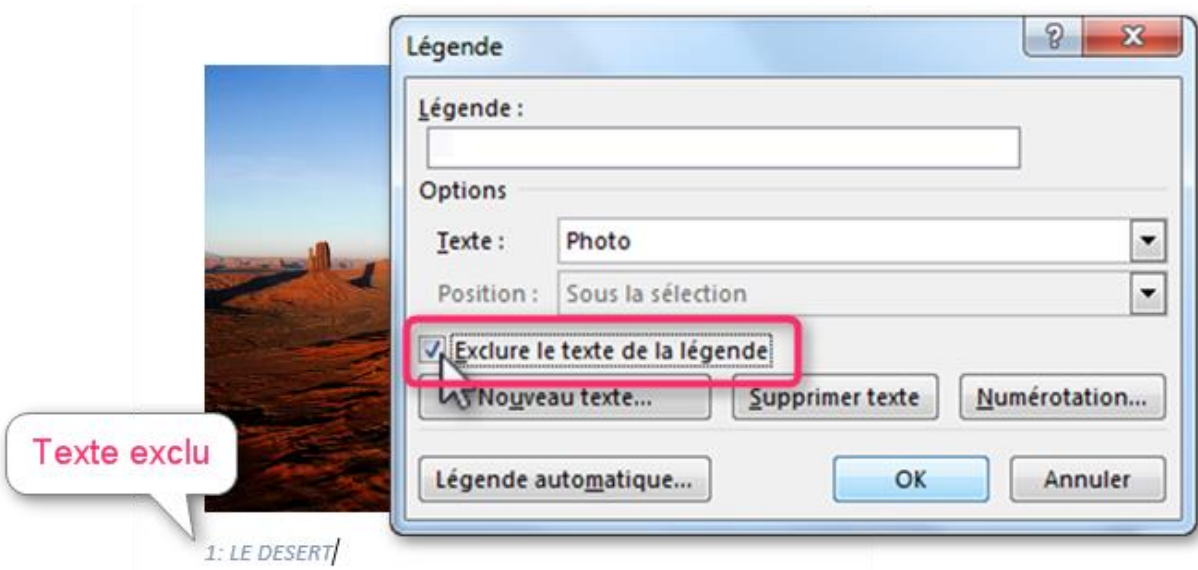 Légende
Légende :
Options
Texte : Photo
Position : Sous la sélection
Exclure le texte de la légende
Nouveau texte... Supprimer texte Numérotation...
Légende automatique... OK Annuler
Texte exclu
1: LE DESERT